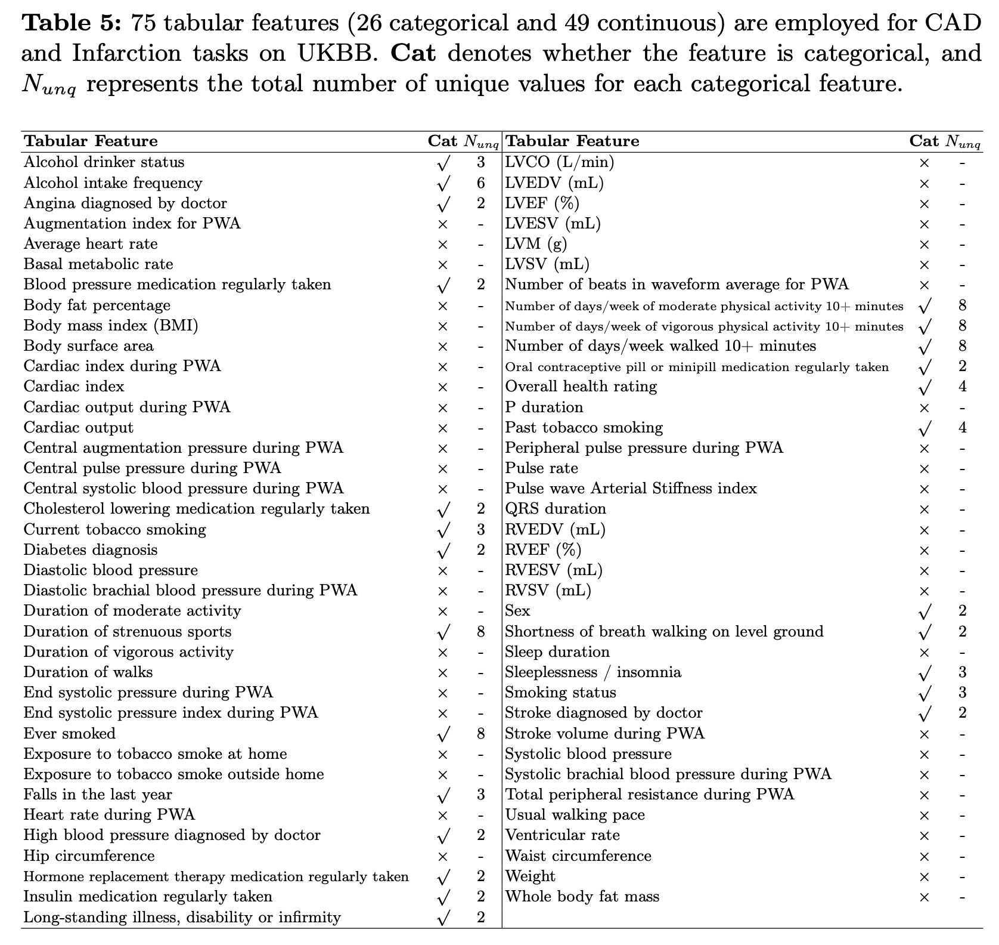 Table 5: 75 tabular features (26 categorical and 49 continuous) are employed for CAD
and Infarction tasks on UKBB. Cat denotes whether the feature is categorical, and
N_unq represents the total number of unique values for each categorical feature.
Tabular Feature Cat N_unq Tabular Feature Cat N_unq
Alcohol drinker status ✓ 3 LVCO (L/min) × -
Alcohol intake frequency ✓ 6 LVEDV (mL) × -
Angina diagnosed by doctor ✓ 2 LVEF (%) × -
Augmentation index for PWA × - LVESV (mL) × -
Average heart rate × - LVM (g) × -
Basal metabolic rate × - LVSV (mL) × -
Blood pressure medication regularly taken ✓ 2 Number of beats in waveform average for PWA × -
Body fat percentage × - Number of days/week of moderate physical activity 10+ minutes ✓ 8
Body mass index (BMI) × - Number of days/week of vigorous physical activity 10+ minutes ✓ 8
Body surface area × - Number of days/week walked 10+ minutes ✓ 8
Cardiac index during PWA × - Oral contraceptive pill or minipill medication regularly taken ✓ 2
Cardiac index × - Overall health rating ✓ 4
Cardiac output during PWA × - P duration × -
Cardiac output × - Past tobacco smoking ✓ 4
Central augmentation pressure during PWA × - Peripheral pulse pressure during PWA × -
Central pulse pressure during PWA × - Pulse rate × -
Central systolic blood pressure during PWA × - Pulse wave Arterial Stiffness index × -
Cholesterol lowering medication regularly taken ✓ 2 QRS duration × -
Current tobacco smoking ✓ 3 RVEDV (mL) × -
Diabetes diagnosis ✓ 2 RVEF (%) × -
Diastolic blood pressure × - RVESV (mL) × -
Diastolic brachial blood pressure during PWA × - RVSV (mL) × -
Duration of moderate activity × - Sex ✓ 2
Duration of strenuous sports ✓ 8 Shortness of breath walking on level ground ✓ 2
Duration of vigorous activity × - Sleep duration × -
Duration of walks × - Sleeplessness / insomnia ✓ 3
End systolic pressure during PWA × - Smoking status ✓ 3
End systolic pressure index during PWA × - Stroke diagnosed by doctor ✓ 2
Ever smoked ✓ 8 Stroke volume during PWA × -
Exposure to tobacco smoke at home × - Systolic blood pressure × -
Exposure to tobacco smoke outside home × - Systolic brachial blood pressure during PWA × -
Falls in the last year ✓ 3 Total peripheral resistance during PWA × -
Heart rate during PWA × - Usual walking pace × -
High blood pressure diagnosed by doctor ✓ 2 Ventricular rate × -
Hip circumference × - Waist circumference × -
Hormone replacement therapy medication regularly taken ✓ 2 Weight × -
Insulin medication regularly taken ✓ 2 Whole body fat mass × -
Long-standing illness, disability or infirmity ✓ 2